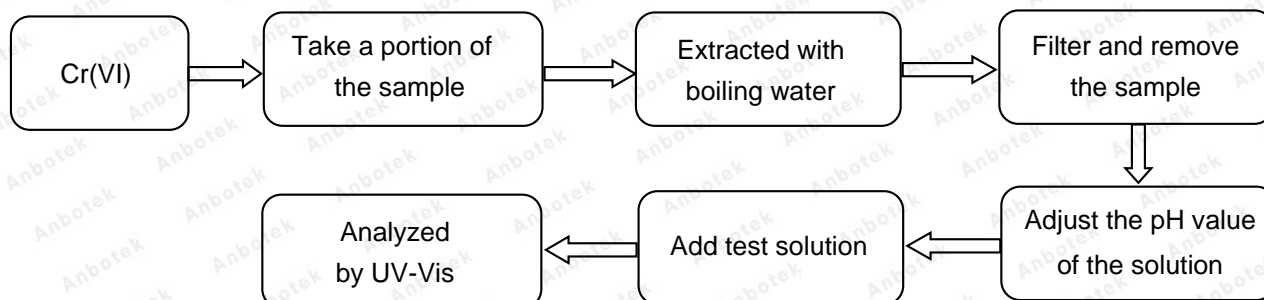 Cr(VI)
Take a portion of
the sample
Extracted with
boiling water
Filter and remove
the sample
Adjust the pH value
of the solution
Add test solution
Analyzed
by UV-Vis
Anbotek